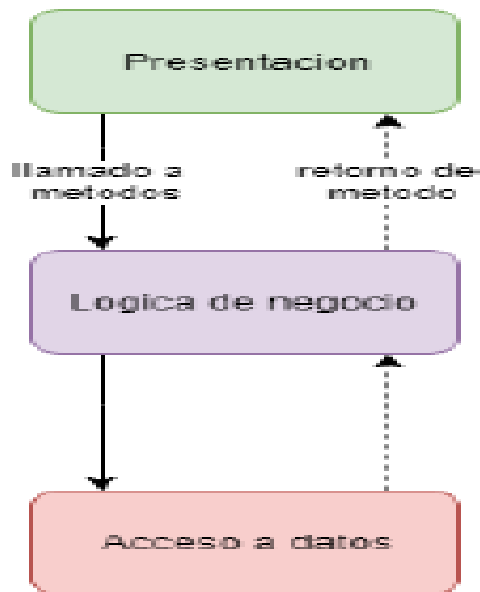 Presentacion
llamado a
metodos
retorno de
metodo
Logica de negocio
Acceso a datos